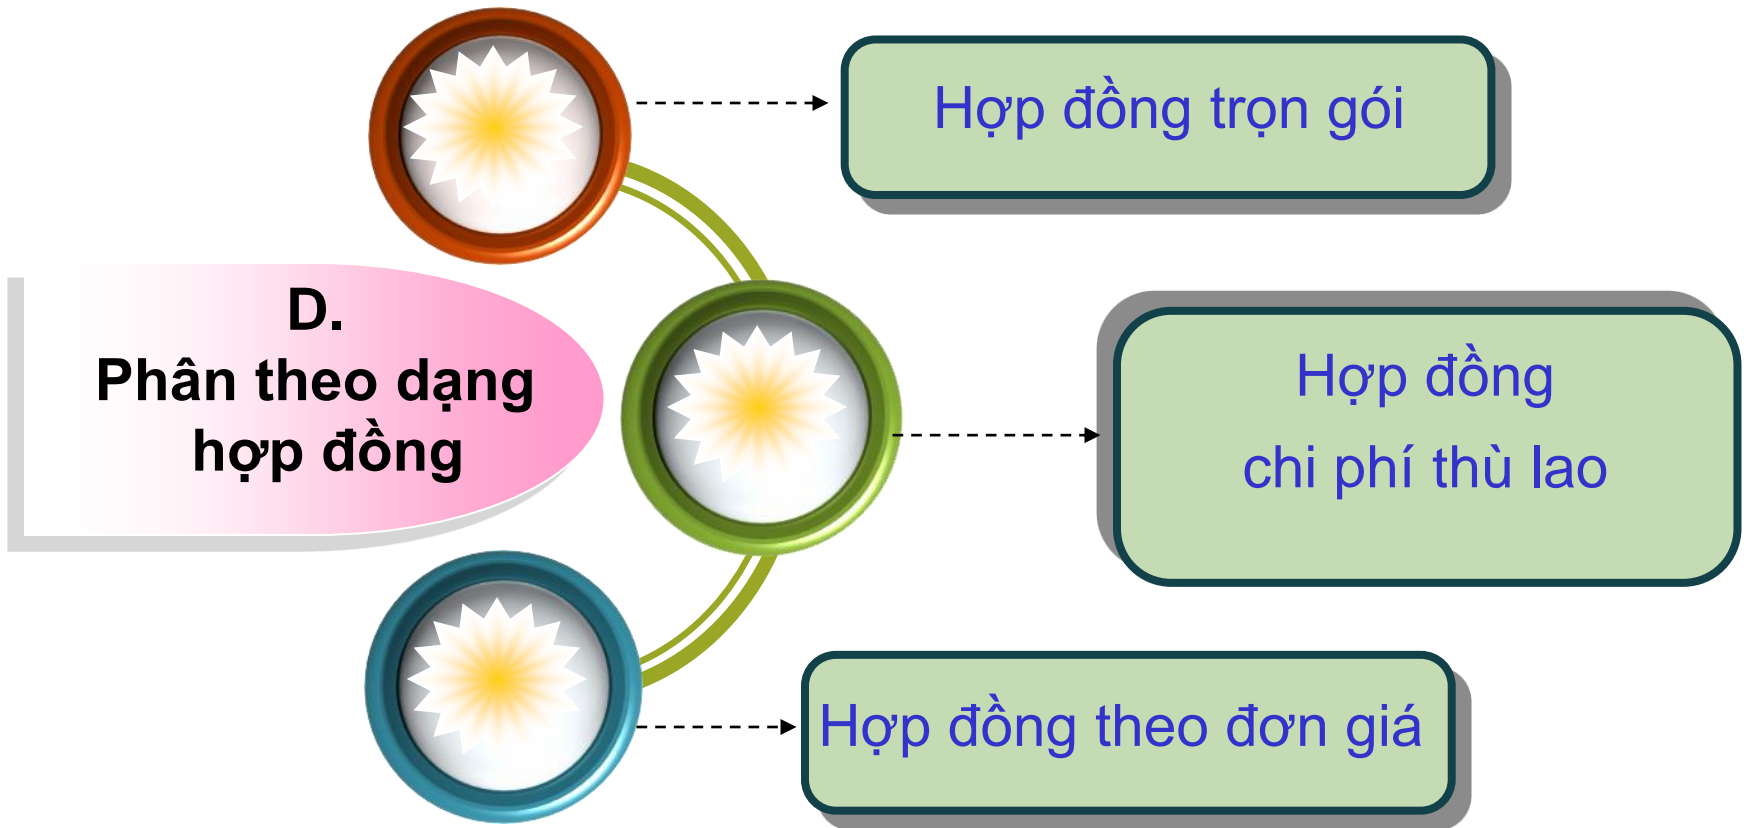 D.
Phân theo dạng
hợp đồng
Hợp đồng trọn gói
Hợp đồng
chi phí thù lao
Hợp đồng theo đơn giá